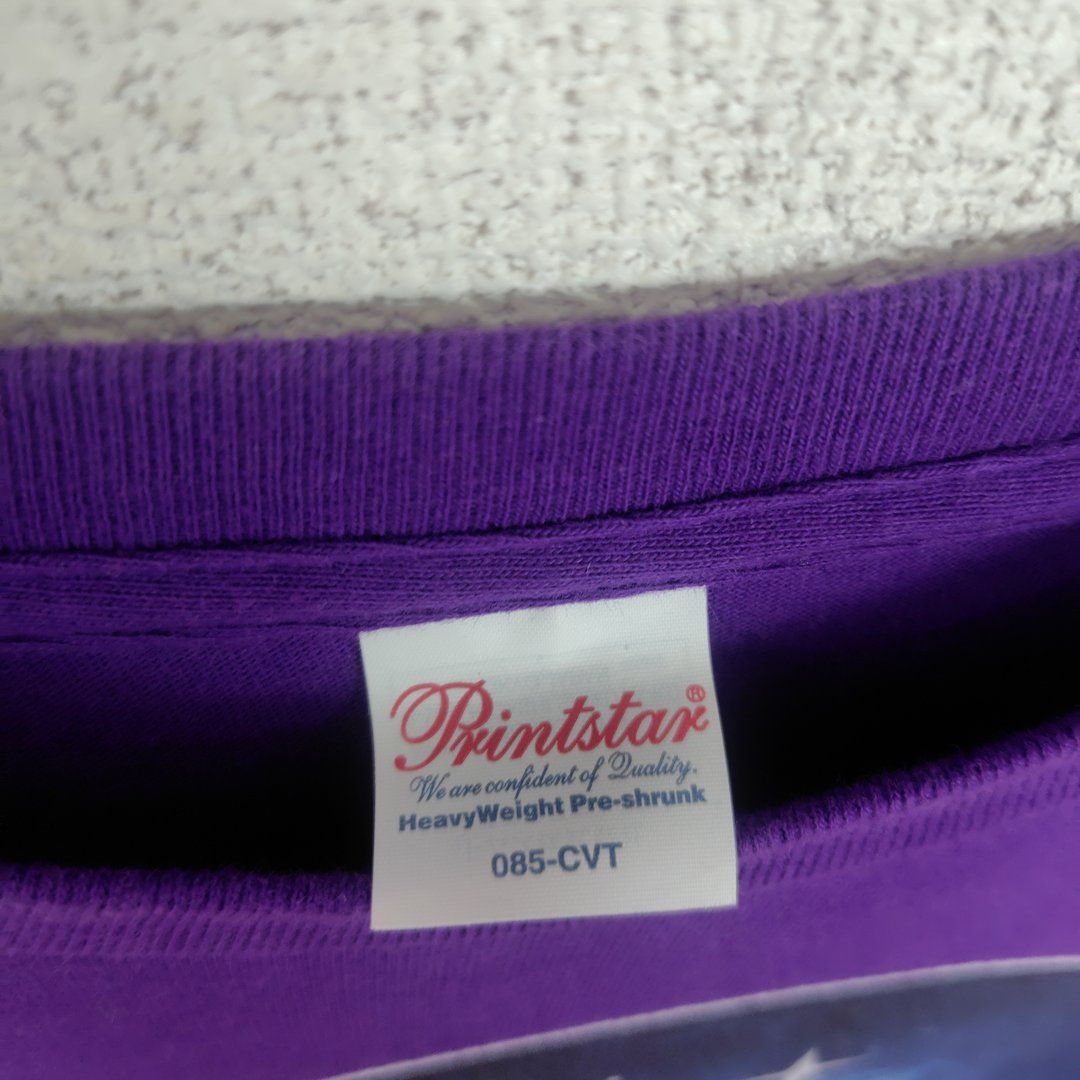 Printstar®
We are confident of Quality.
HeavyWeight Pre-shrunk
085-CVT